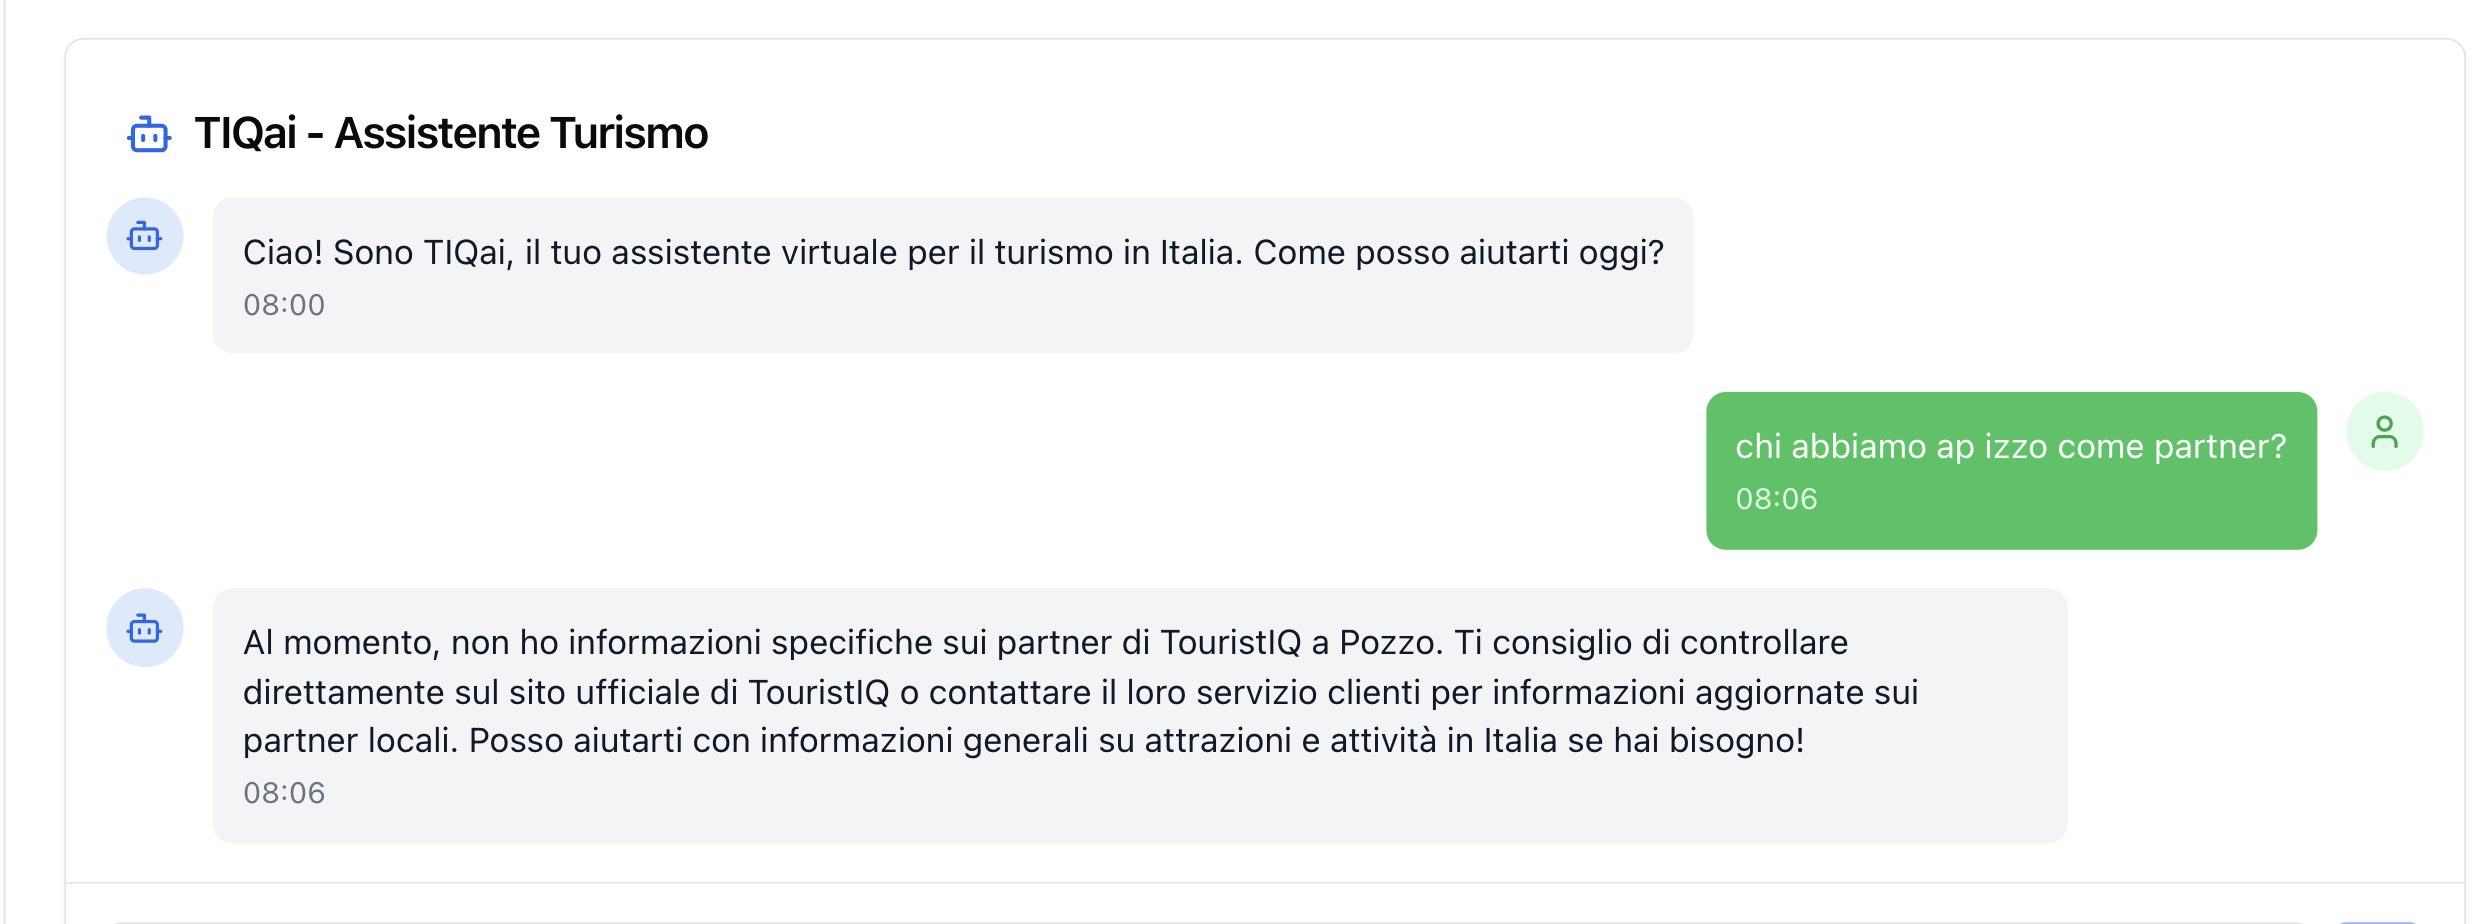 TIQai - Assistente Turismo
Ciao! Sono TIQai, il tuo assistente virtuale per il turismo in Italia. Come posso aiutarti oggi?
08:00
chi abbiamo ap izzo come partner?
08:06
Al momento, non ho informazioni specifiche sui partner di TouristIQ a Pozzo. Ti consiglio di controllare
direttamente sul sito ufficiale di TouristIQ o contattare il loro servizio clienti per informazioni aggiornate sui
partner locali. Posso aiutarti con informazioni generali su attrazioni e attività in Italia se hai bisogno!
08:06